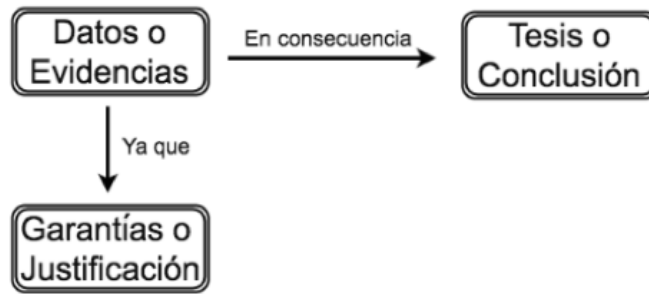 Datos o
Evidencias
En consecuencia
Tesis o
Conclusión
Ya que
Garantías o
Justificación